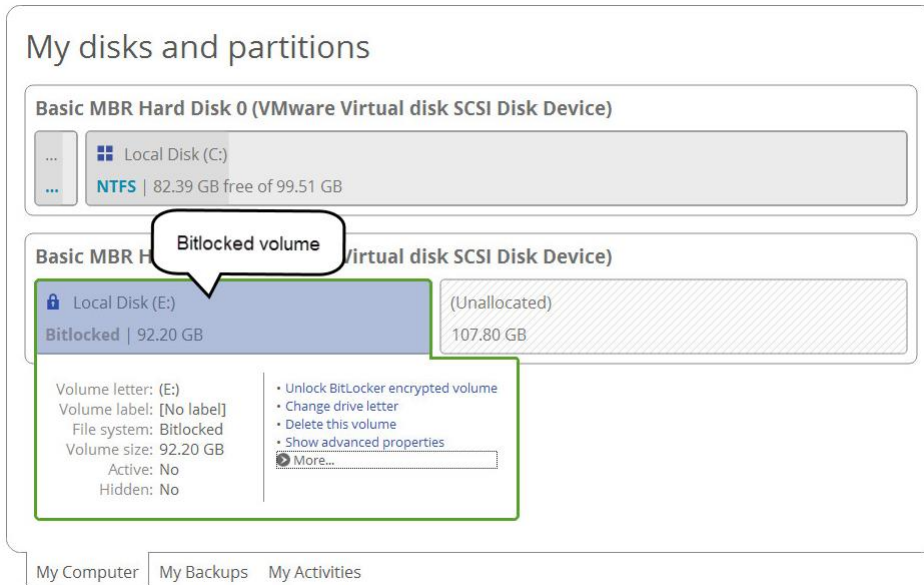 My disks and partitions
Basic MBR Hard Disk 0 (VMware Virtual disk SCSI Disk Device)
... Local Disk (C:)
... NTFS | 82.39 GB free of 99.51 GB
Bitlocked volume
Basic MBR H Virtual disk SCSI Disk Device)
Local Disk (E:)
Bitlocked | 92.20 GB
(Unallocated)
107.80 GB
Volume letter: (E:)
Volume label: [No label]
File system: Bitlocked
Volume size: 92.20 GB
Active: No
Hidden: No
• Unlock BitLocker encrypted volume
• Change drive letter
• Delete this volume
• Show advanced properties
More...
My Computer My Backups My Activities